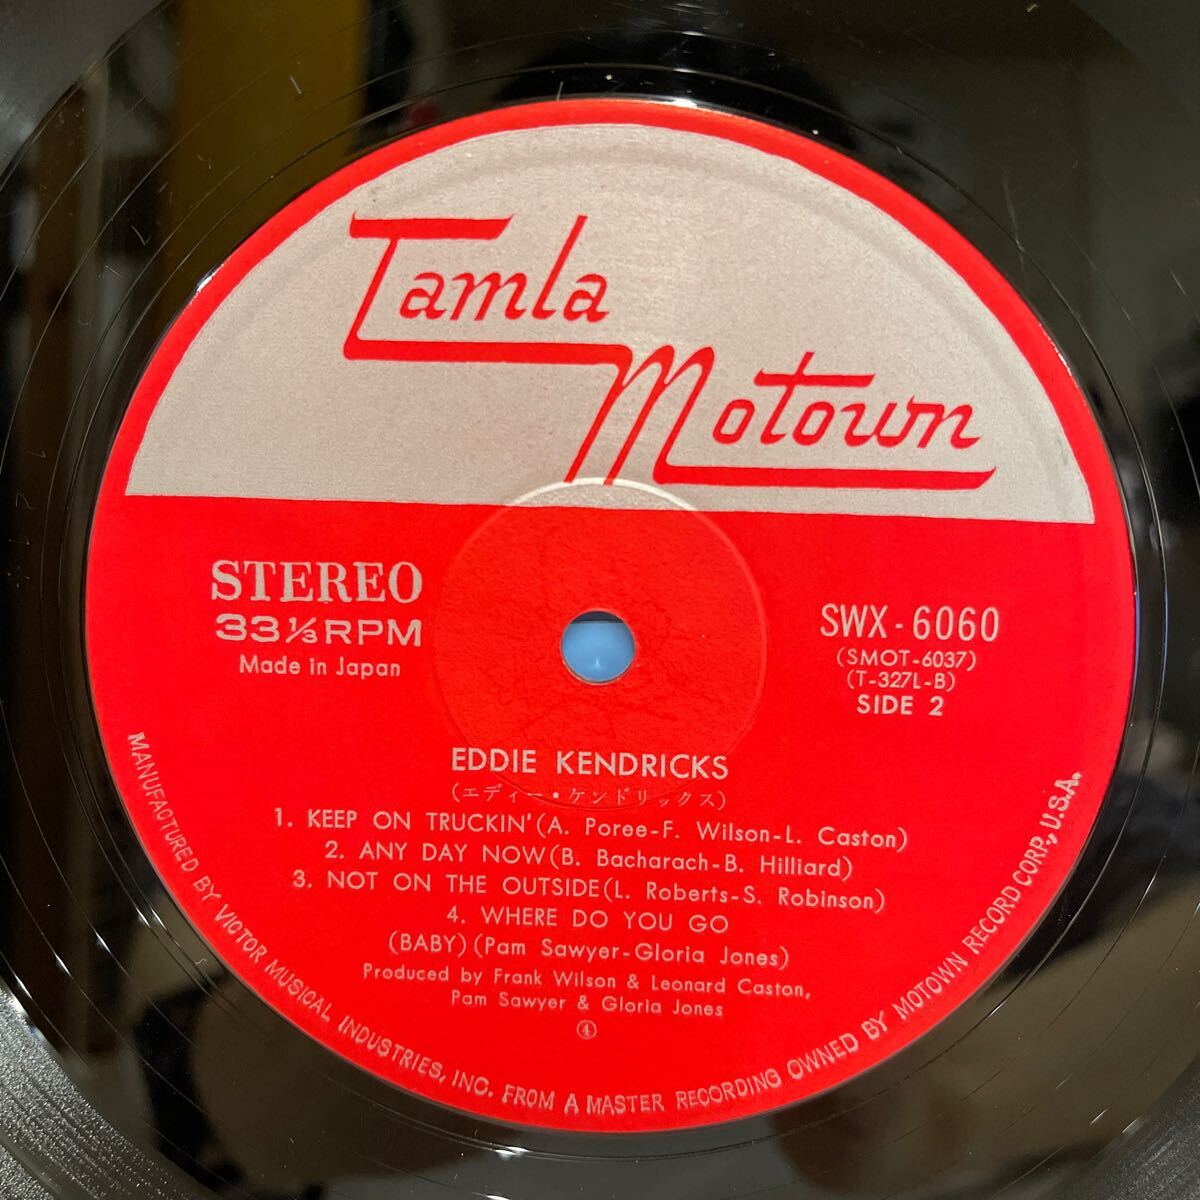 Tamla
Motown
STEREO
33⅓RPM
Made in Japan
SWX-6060
(SMOT-6037)
(T-327L-B)
SIDE 2
EDDIE KENDRICKS
(エディー・ケンドリックス)
1. KEEP ON TRUCKIN' (A. Poree-F. Wilson-L. Caston)
2. ANY DAY NOW (B. Bacharach-B. Hilliard)
3. NOT ON THE OUTSIDE (L. Roberts-S. Robinson)
4. WHERE DO YOU GO
(BABY) (Pam Sawyer-Gloria Jones)
Produced by Frank Wilson & Leonard Caston,
Pam Sawyer & Gloria Jones
④
MANUFACTURED BY VICTOR MUSICAL INDUSTRIES, INC. FROM A MASTER RECORDING OWNED BY MOTOWN RECORD CORP, U.S.A.